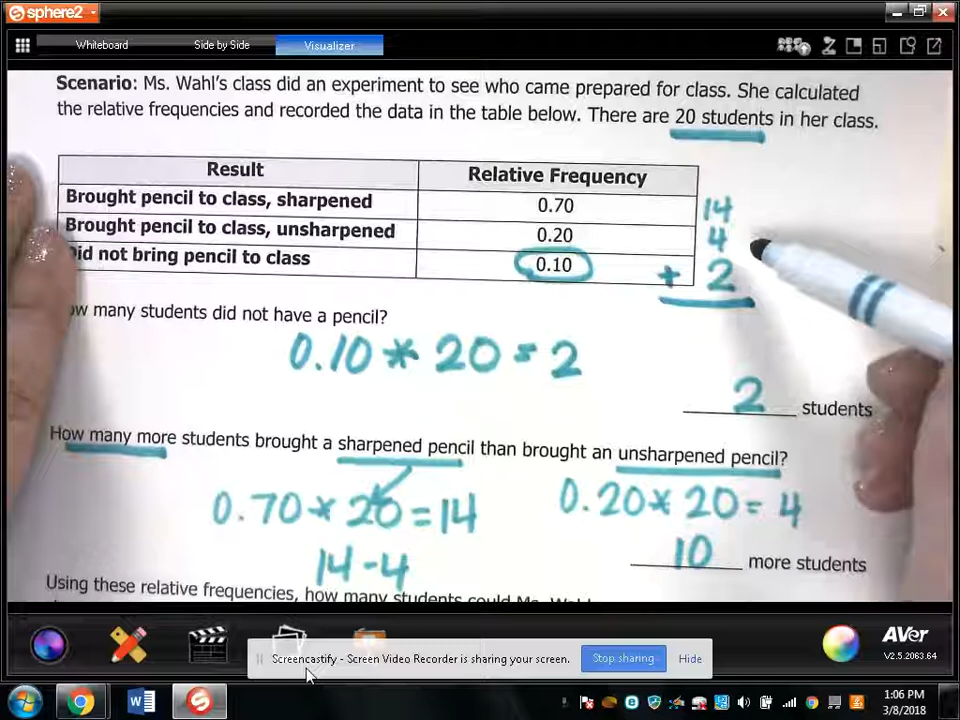 sphere2
Whiteboard Side by Side Visualizer
Scenario: Ms. Wahl's class did an experiment to see who came prepared for class. She calculated
the relative frequencies and recorded the data in the table below. There are 20 students in her class.
Result Relative Frequency
Brought pencil to class, sharpened 0.70 14
Brought pencil to class, unsharpened 0.20 4
Did not bring pencil to class 0.10 + 2
ow many students did not have a pencil?
0.10 * 20 = 2
2 students
How many more students brought a sharpened pencil than brought an unsharpened pencil?
0.70 * 20 = 14 0.20 * 20 = 4
14 - 4
10 more students
Using these relative frequencies, how many students could Ms. Wahl
Screencastify - Screen Video Recorder is sharing your screen. Stop sharing Hide
AVer
V2.5.2063.64
1:06 PM
3/8/2018